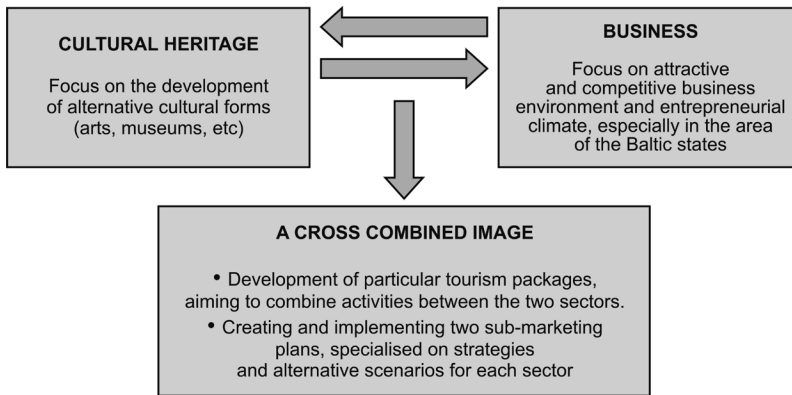 CULTURAL HERITAGE
Focus on the development
of alternative cultural forms
(arts, museums, etc)
BUSINESS
Focus on attractive
and competitive business
environment and entrepreneurial
climate, especially in the area
of the Baltic states
A CROSS COMBINED IMAGE
• Development of particular tourism packages,
aiming to combine activities between the two sectors.
• Creating and implementing two sub-marketing
plans, specialised on strategies
and alternative scenarios for each sector